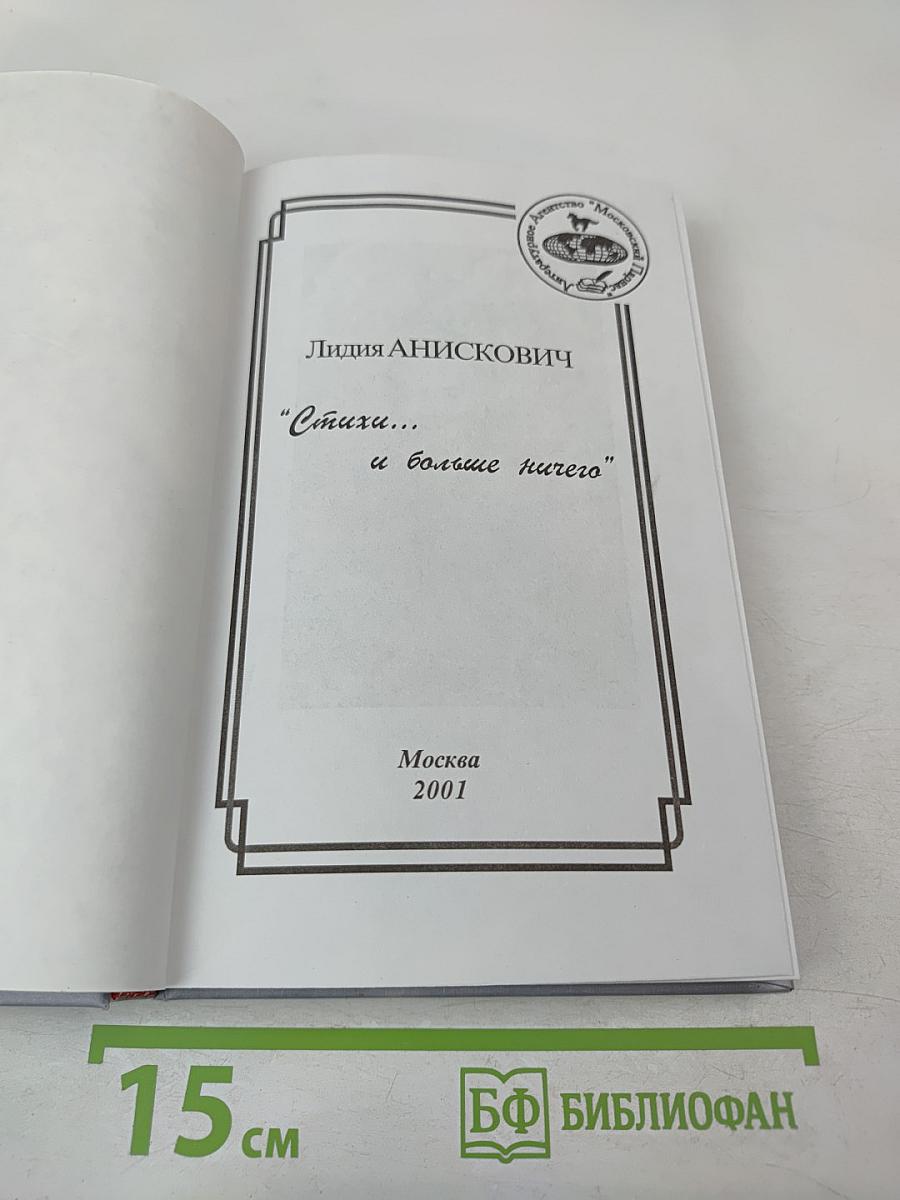 Литературное Агентство "Московский Парнас"
Лидия АНИСКОВИЧ
"Стихи...
и больше ничего"
Москва
2001
15 см
БФ БИБЛИОФАН